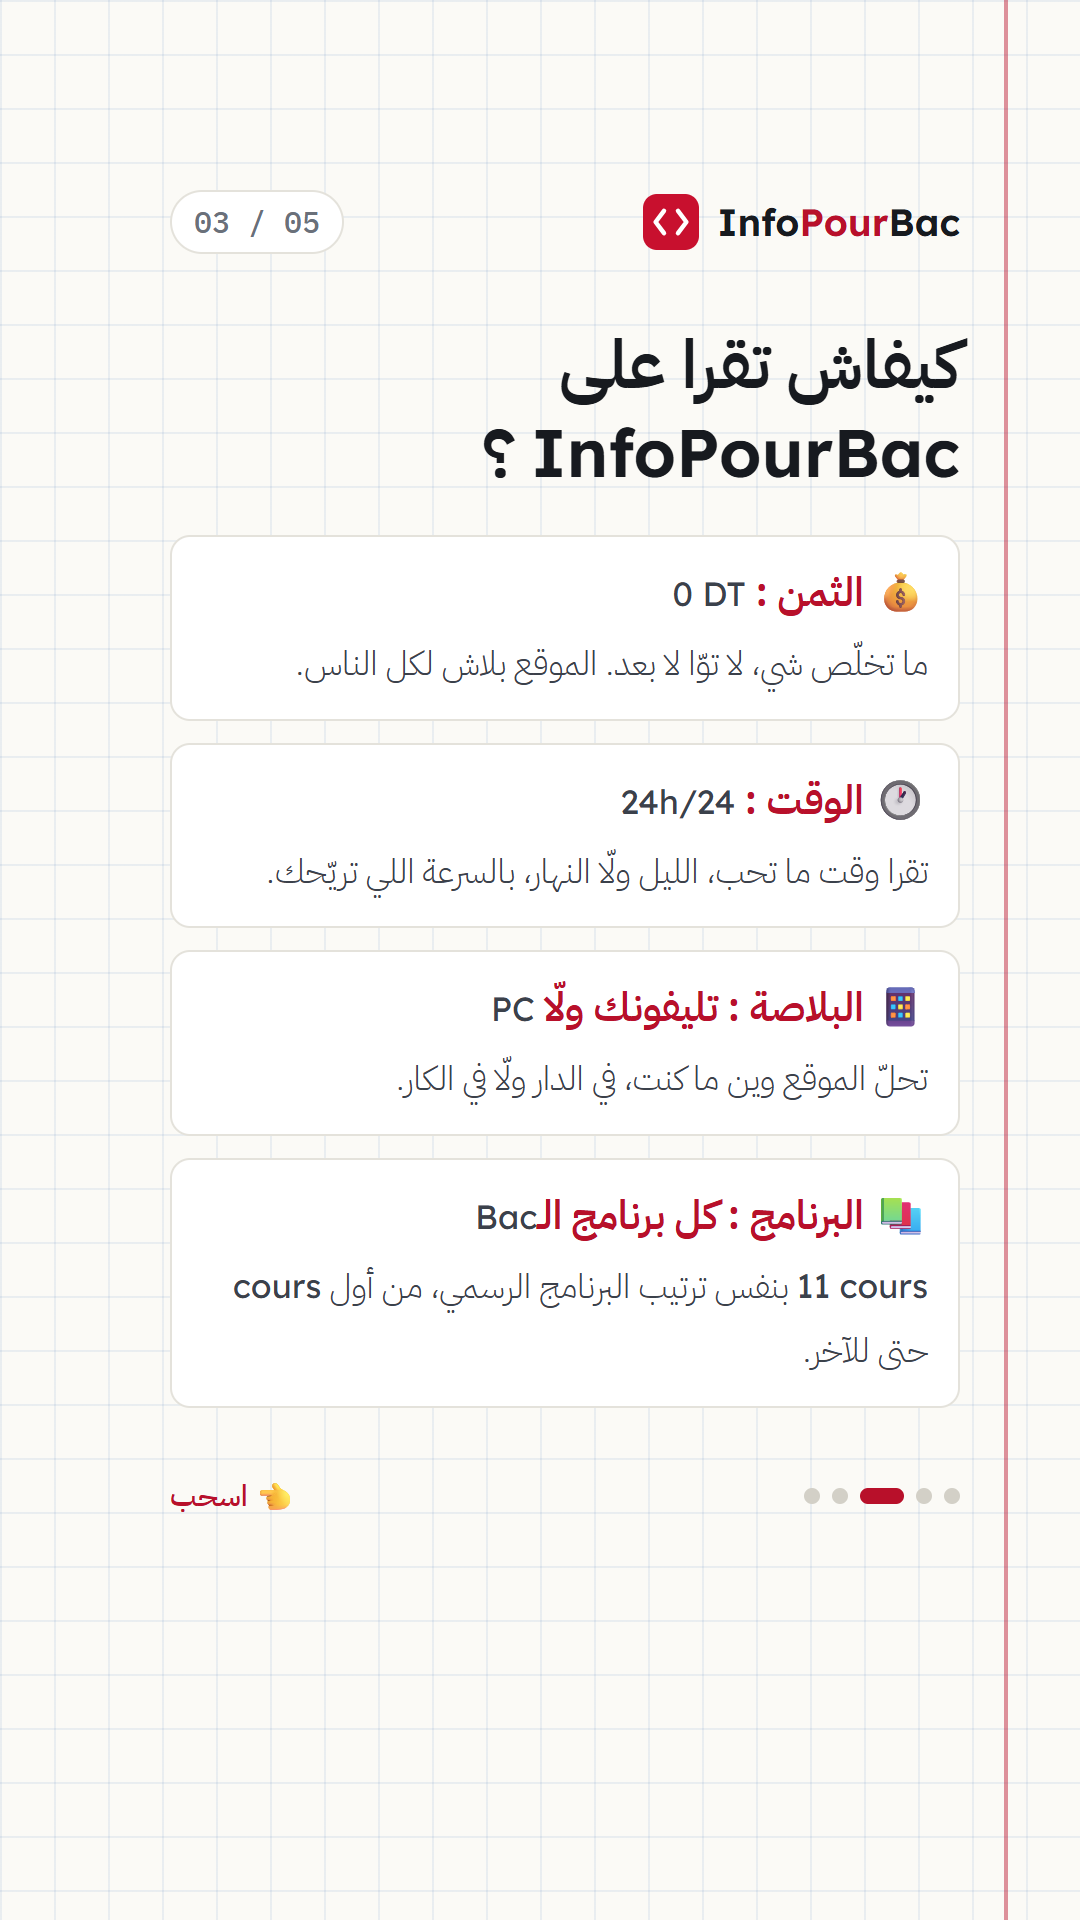 InfoPourBac
03 / 05
كيفاش تقرا على
InfoPourBac ؟
الثمن : 0 DT
ما تخلّص شي، لا توّا لا بعد. الموقع بلاش لكل الناس.
الوقت : 24h/24
تقرا وقت ما تحب، الليل ولّا النهار، بالسرعة اللي تريّحك.
البلاصة : تليفونك ولّا PC
تحلّ الموقع وين ما كنت، في الدار ولّا في الكار.
البرنامج : كل برنامج الـBac
11 cours بنفس ترتيب البرنامج الرسمي، من أول cours
حتى للآخر.
اسحب